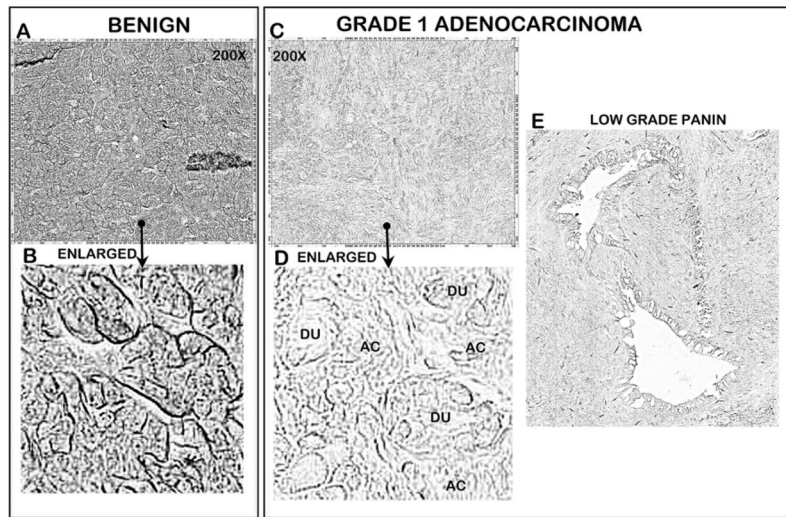 BENIGN
GRADE 1 ADENOCARCINOMA
A
200X
C
200X
E
LOW GRADE PANIN
B
ENLARGED
D
ENLARGED
DU
DU
AC
AC
DU
AC